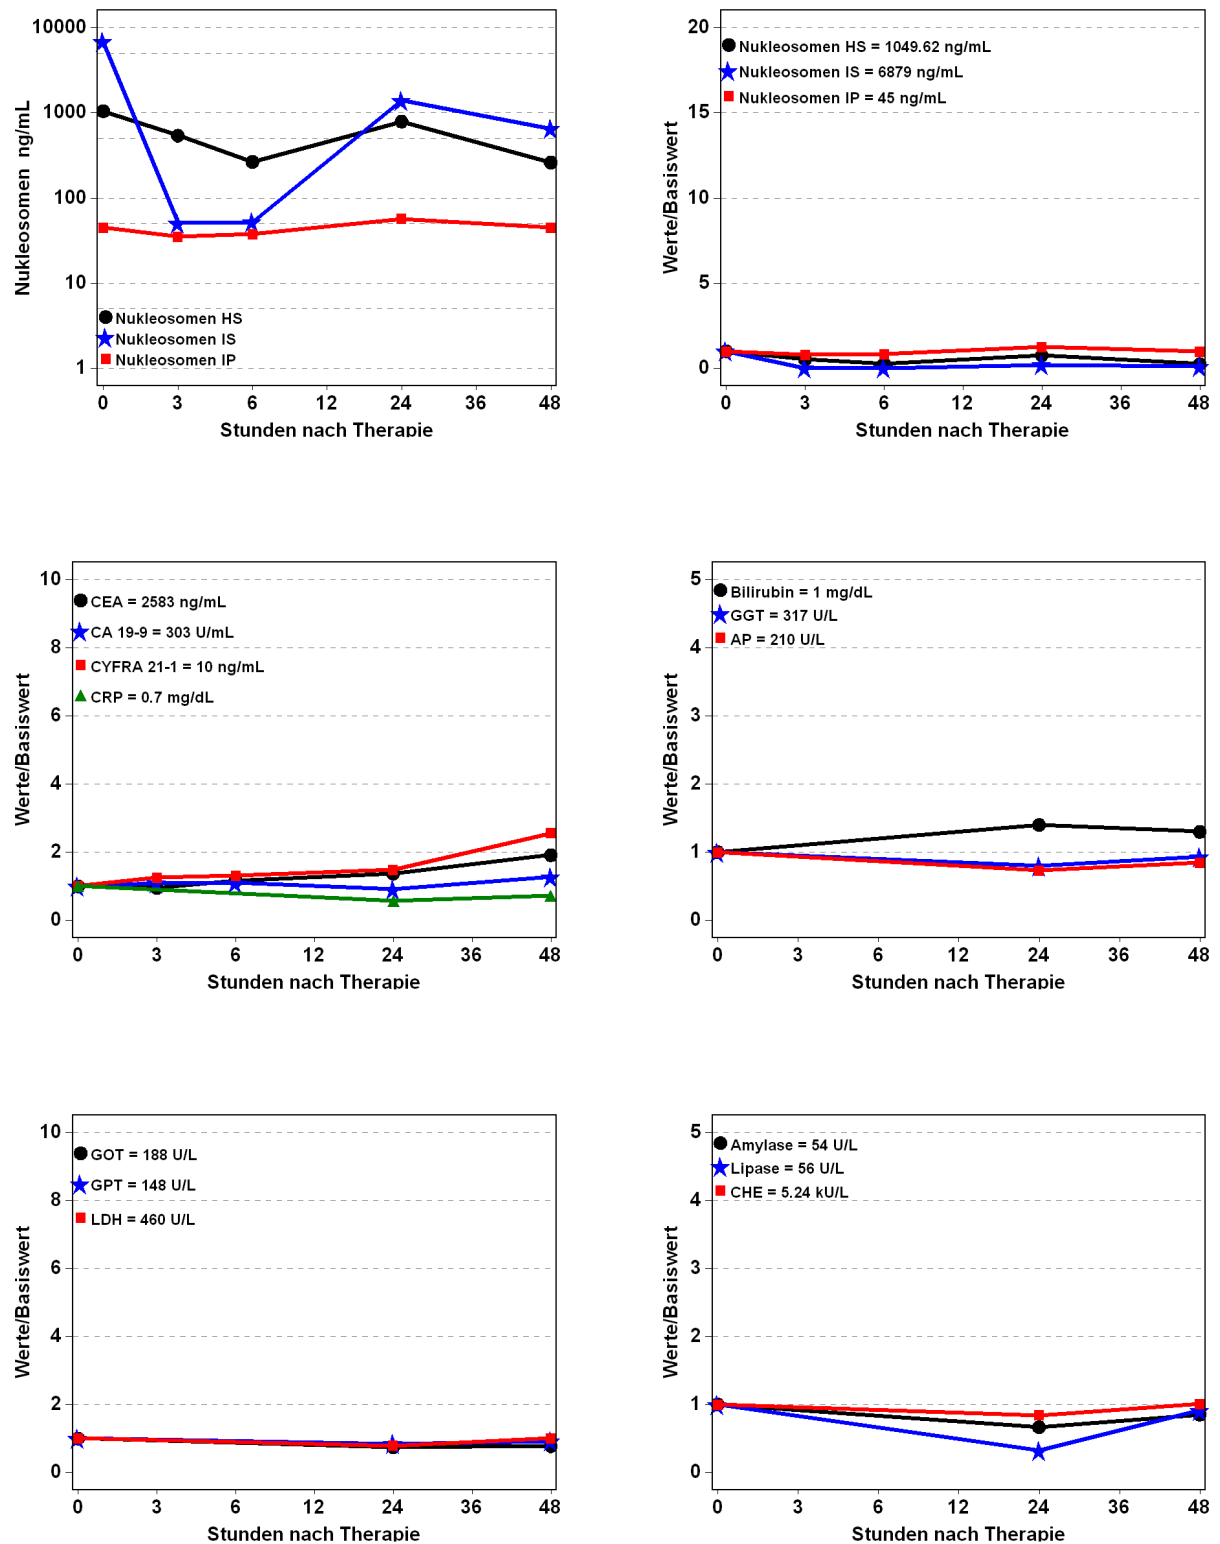 Nukleosomen ng/mL
10000
1000
100
10
1
Nukleosomen HS
Nukleosomen IS
Nukleosomen IP
0 3 6 12 24 36 48
Stunden nach Therapie
Werte/Basiswert
20
15
10
5
0
Nukleosomen HS = 1049.62 ng/mL
Nukleosomen IS = 6879 ng/mL
Nukleosomen IP = 45 ng/mL
0 3 6 12 24 36 48
Stunden nach Therapie
Werte/Basiswert
10
8
6
4
2
0
CEA = 2583 ng/mL
CA 19-9 = 303 U/mL
CYFRA 21-1 = 10 ng/mL
CRP = 0.7 mg/dL
0 3 6 12 24 36 48
Stunden nach Therapie
Werte/Basiswert
5
4
3
2
1
0
Bilirubin = 1 mg/dL
GGT = 317 U/L
AP = 210 U/L
0 3 6 12 24 36 48
Stunden nach Therapie
Werte/Basiswert
10
8
6
4
2
0
GOT = 188 U/L
GPT = 148 U/L
LDH = 460 U/L
0 3 6 12 24 36 48
Stunden nach Therapie
Werte/Basiswert
5
4
3
2
1
0
Amylase = 54 U/L
Lipase = 56 U/L
CHE = 5.24 kU/L
0 3 6 12 24 36 48
Stunden nach Therapie